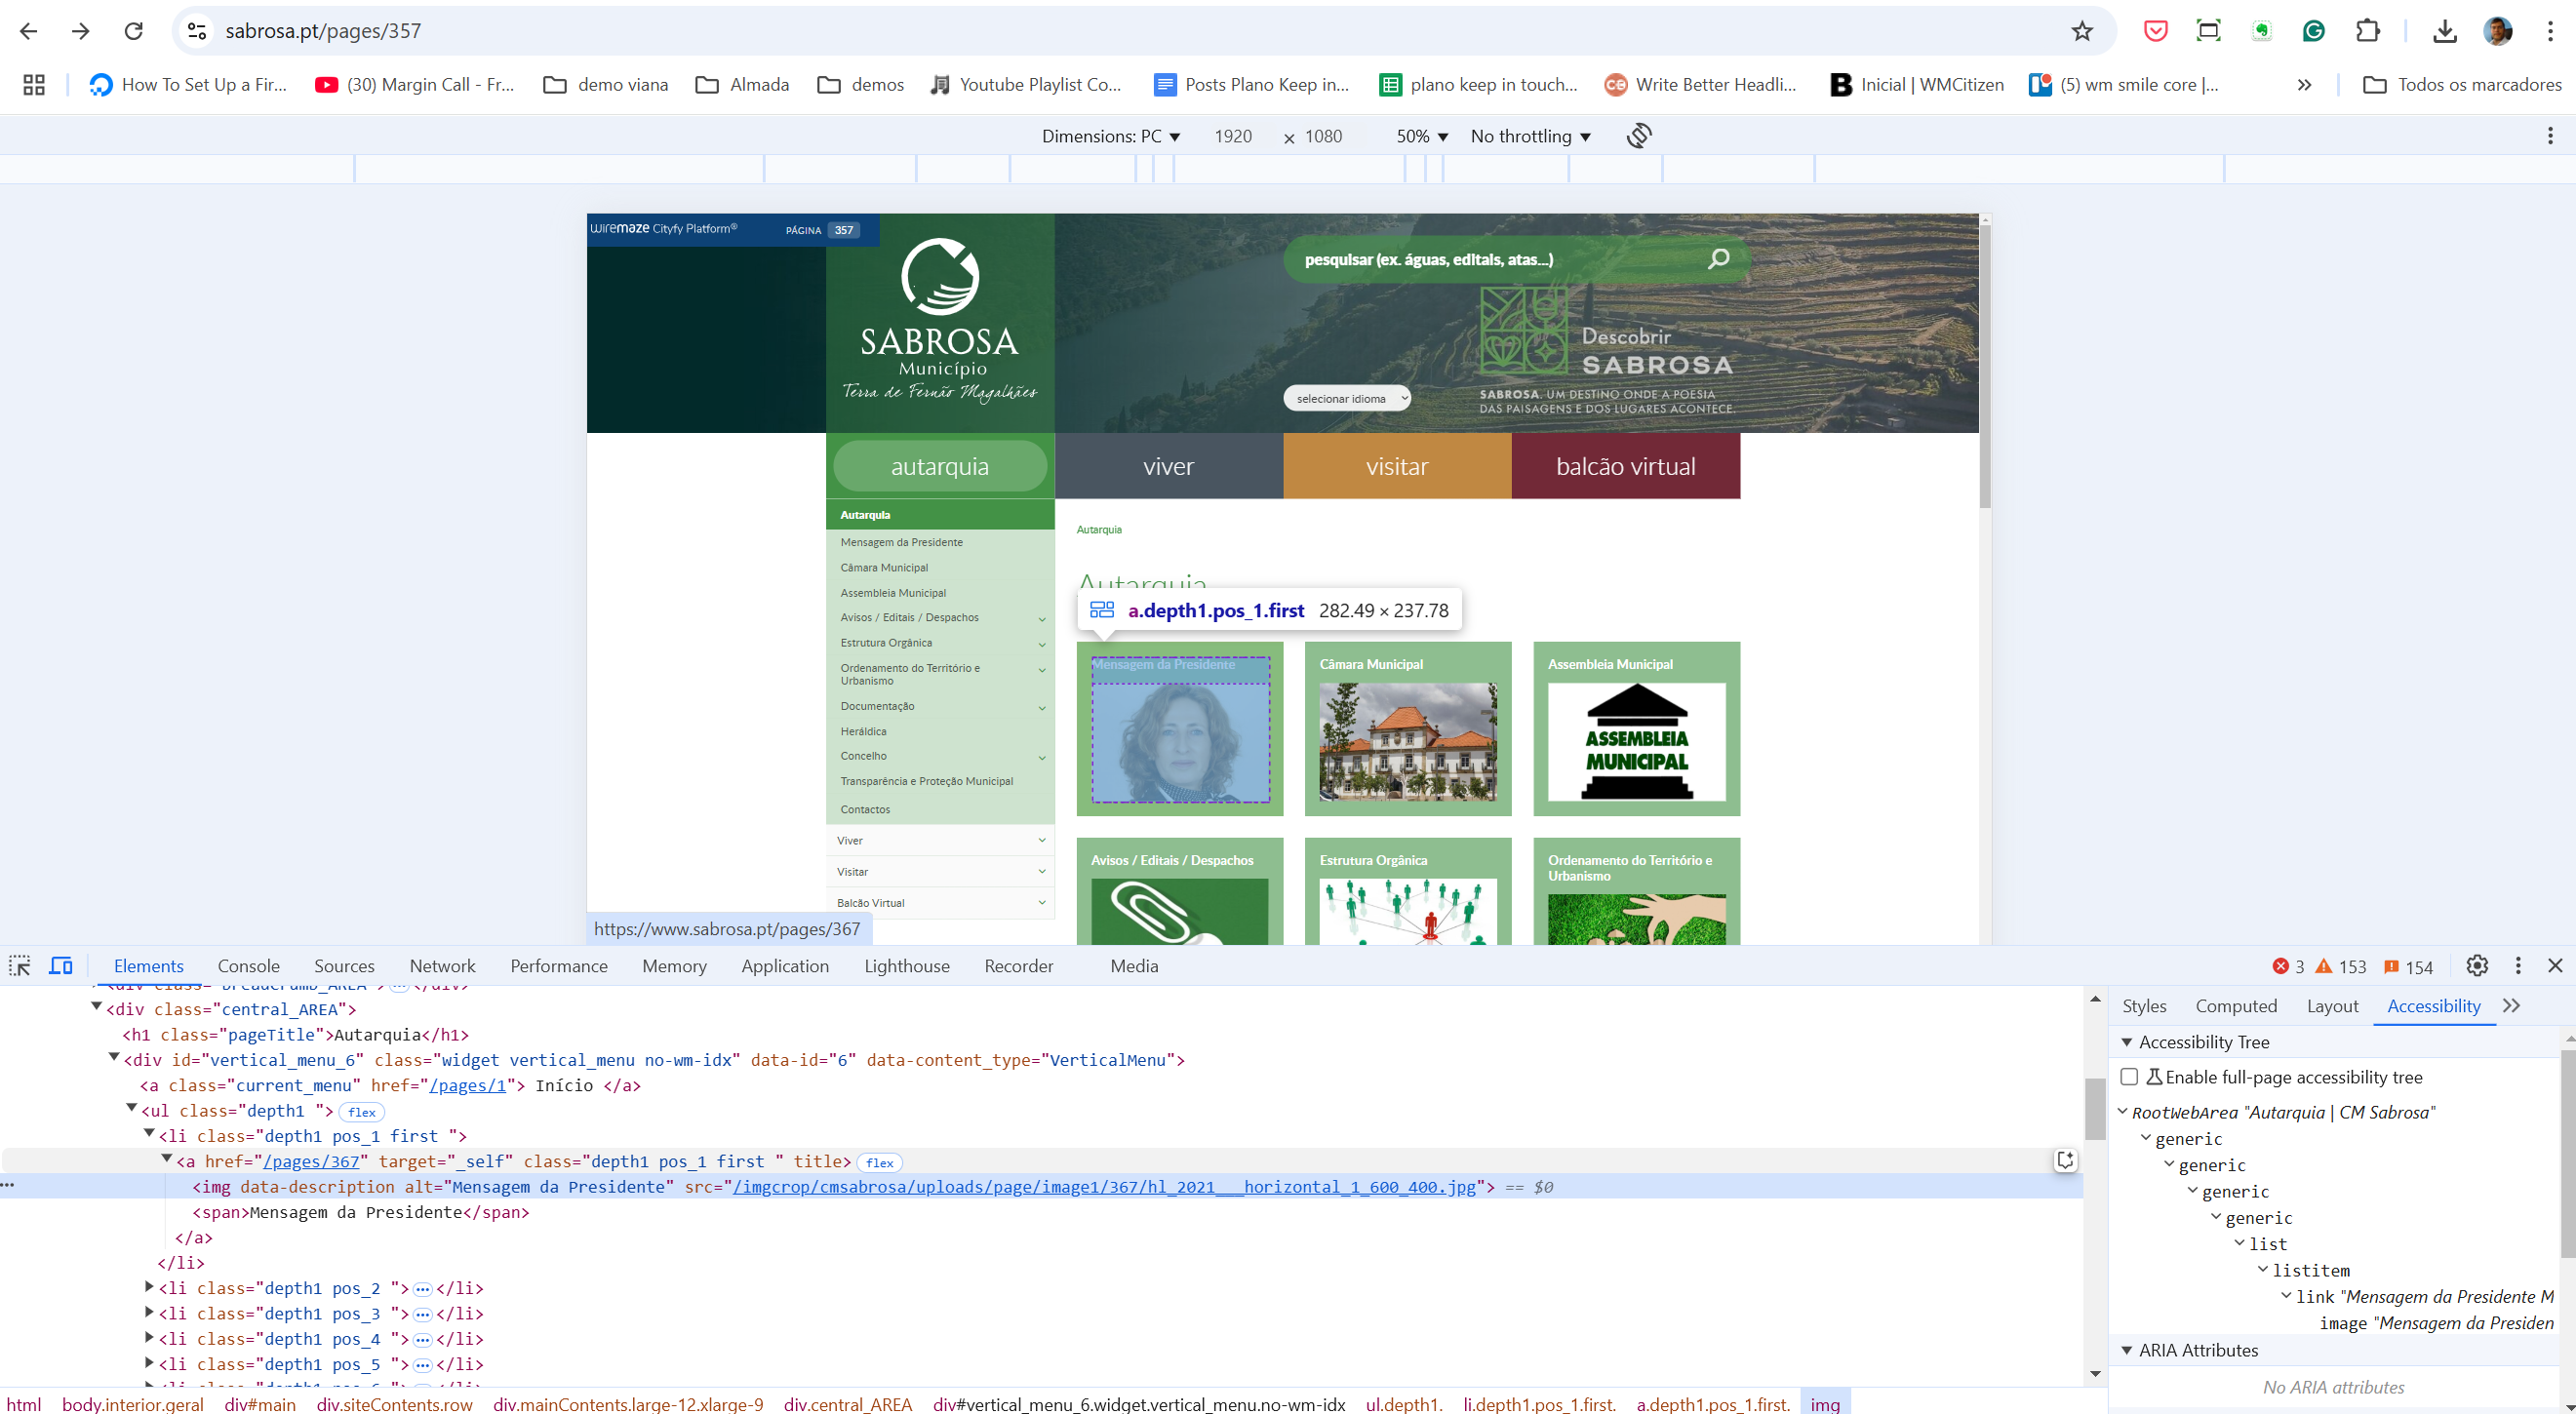 sabrosa.pt/pages/357
How To Set Up a Fir...
(30) Margin Call - Fr...
demo viana
Almada
demos
Youtube Playlist Co...
Posts Plano Keep in...
plano keep in touch...
Write Better Headli...
Inicial | WMCitizen
(5) wm smile core |...
Todos os marcadores
Dimensions: PC
1920 × 1080
50%
No throttling
wiremaze Cityfy Platform®
PÁGINA 357
SABROSA
Município
Terra de Fernão Magalhães
pesquisar (ex. águas, editais, atas...)
Descobrir
SABROSA
SABROSA. UM DESTINO ONDE A POESIA
DAS PAISAGENS E DOS LUGARES ACONTECE.
selecionar idioma
autarquia
viver
visitar
balcão virtual
Autarquia
Mensagem da Presidente
Câmara Municipal
Assembleia Municipal
Avisos / Editais / Despachos
Estrutura Orgânica
Ordenamento do Território e
Urbanismo
Documentação
Heráldica
Concelho
Transparência e Proteção Municipal
Contactos
Viver
Visitar
Balcão Virtual
Autarquia
Autarquia
a.depth1.pos_1.first 282.49 × 237.78
Mensagem da Presidente
Câmara Municipal
Assembleia Municipal
ASSEMBLEIA
MUNICIPAL
Avisos / Editais / Despachos
Estrutura Orgânica
Ordenamento do Território e
Urbanismo
https://www.sabrosa.pt/pages/367
Elements
Console
Sources
Network
Performance
Memory
Application
Lighthouse
Recorder
Media
3 153 154
<div class="central_AREA">
<h1 class="pageTitle">Autarquia</h1>
<div id="vertical_menu_6" class="widget vertical_menu no-wm-idx" data-id="6" data-content_type="VerticalMenu">
<a class="current_menu" href="/pages/1"> Início </a>
<ul class="depth1 "> flex
<li class="depth1 pos_1 first ">
<a href="/pages/367" target="_self" class="depth1 pos_1 first " title> flex
<img data-description alt="Mensagem da Presidente" src="/imgcrop/cmsabrosa/uploads/page/image1/367/hl_2021___horizontal_1_600_400.jpg"> == $0
<span>Mensagem da Presidente</span>
</a>
</li>
<li class="depth1 pos_2 ">…</li>
<li class="depth1 pos_3 ">…</li>
<li class="depth1 pos_4 ">…</li>
<li class="depth1 pos_5 ">…</li>
html body.interior.geral div#main div.siteContents.row div.mainContents.large-12.xlarge-9 div.central_AREA div#vertical_menu_6.widget.vertical_menu.no-wm-idx ul.depth1. li.depth1.pos_1.first. a.depth1.pos_1.first. img
Styles
Computed
Layout
Accessibility
Accessibility Tree
Enable full-page accessibility tree
RootWebArea "Autarquia | CM Sabrosa"
generic
generic
generic
generic
list
listitem
link "Mensagem da Presidente M
image "Mensagem da Presiden
ARIA Attributes
No ARIA attributes